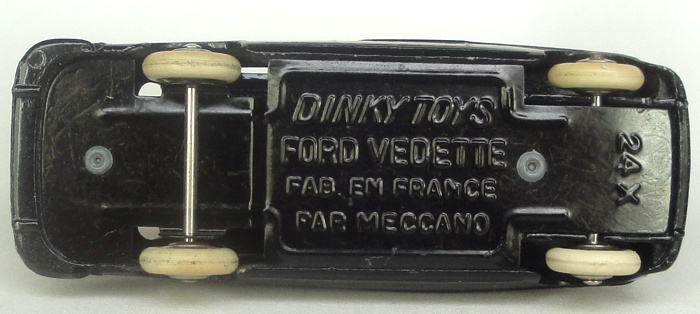 DINKY TOYS
FORD VEDETTE
FAB. EN FRANCE
PAR MECCANO
24 X